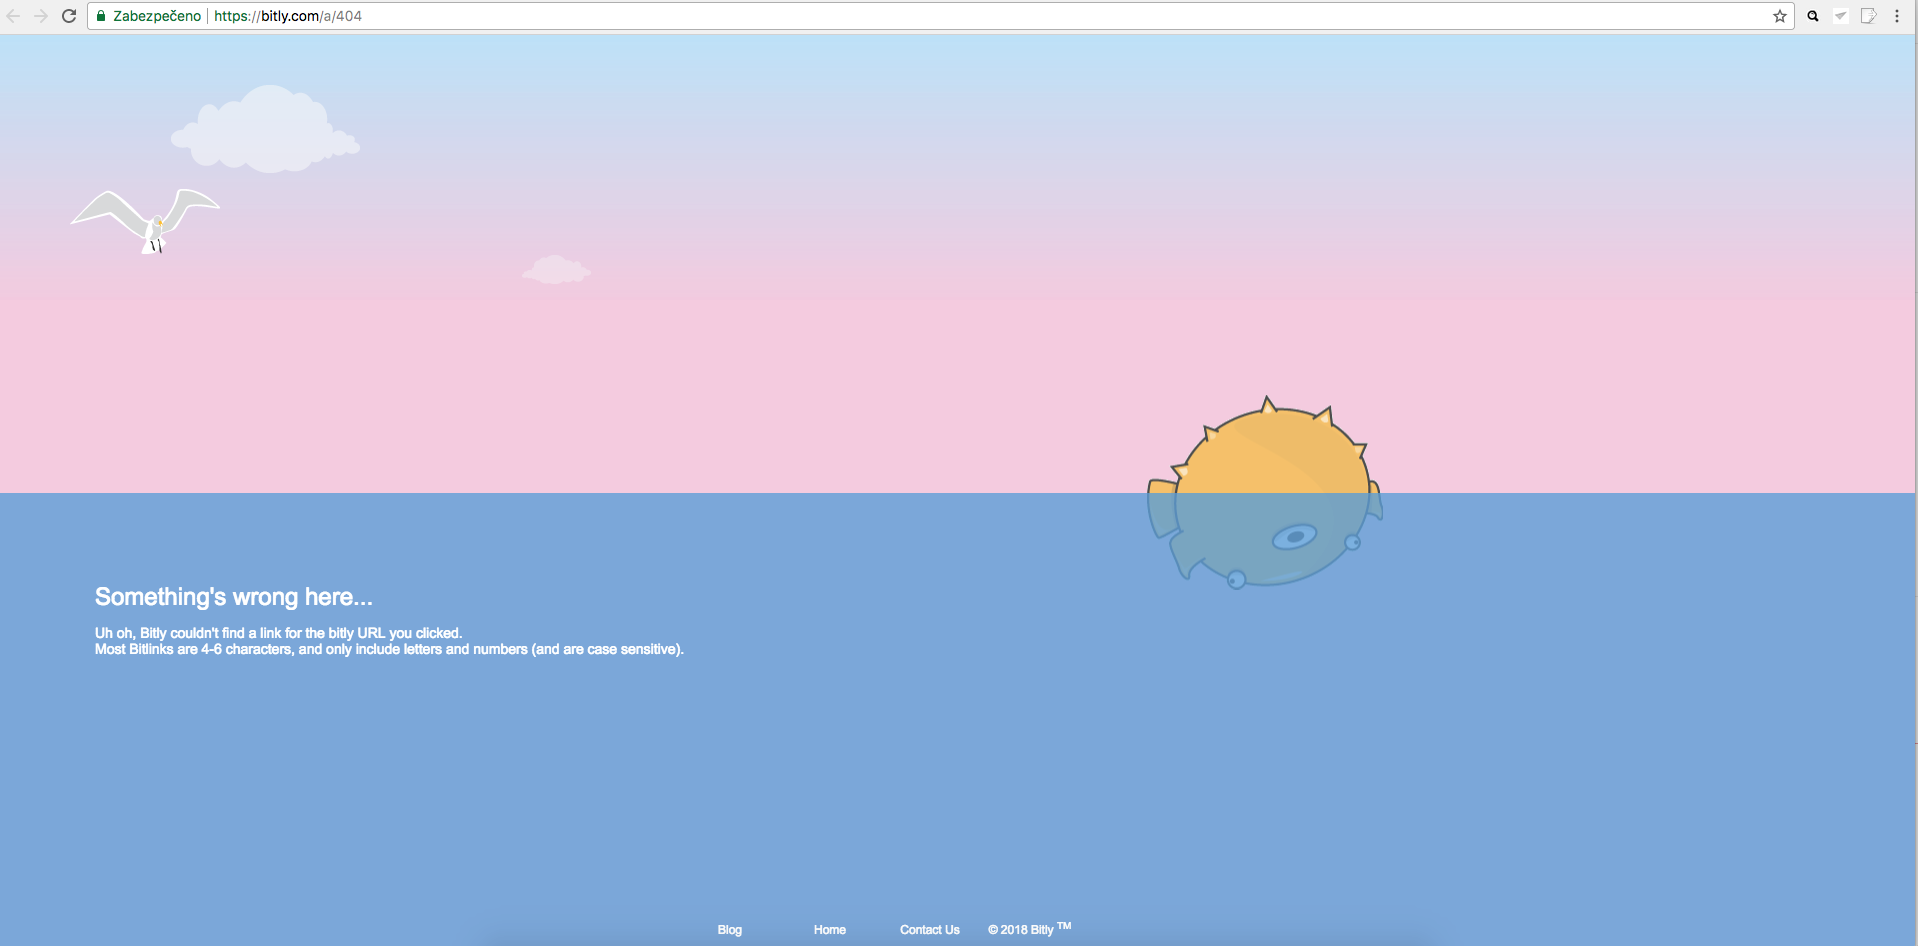 Zabezpečeno https://bitly.com/a/404
Something's wrong here...
Uh oh, Bitly couldn't find a link for the bitly URL you clicked.
Most Bitlinks are 4-6 characters, and only include letters and numbers (and are case sensitive).
Blog Home Contact Us © 2018 Bitly TM